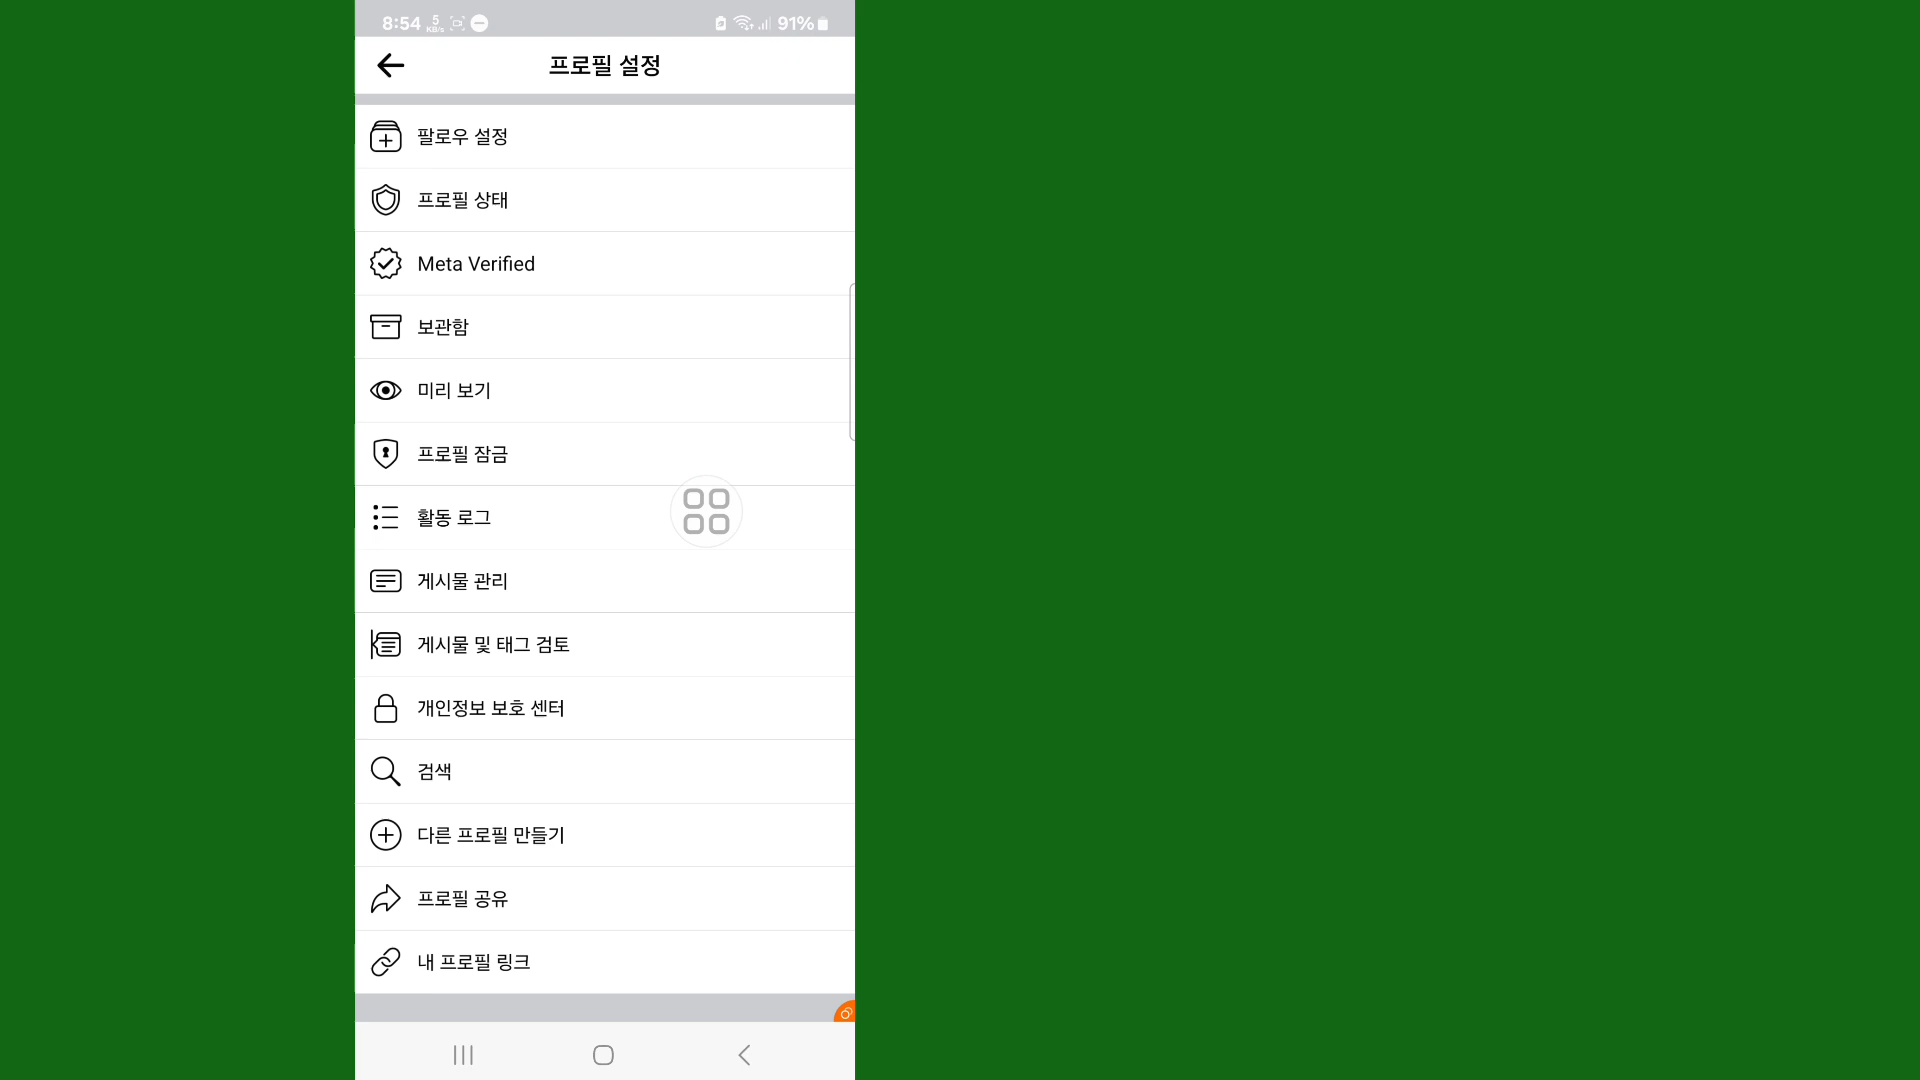 8:54 5 KB/s 91%
프로필 설정
팔로우 설정
프로필 상태
Meta Verified
보관함
미리 보기
프로필 잠금
활동 로그
게시물 관리
게시물 및 태그 검토
개인정보 보호 센터
검색
다른 프로필 만들기
프로필 공유
내 프로필 링크